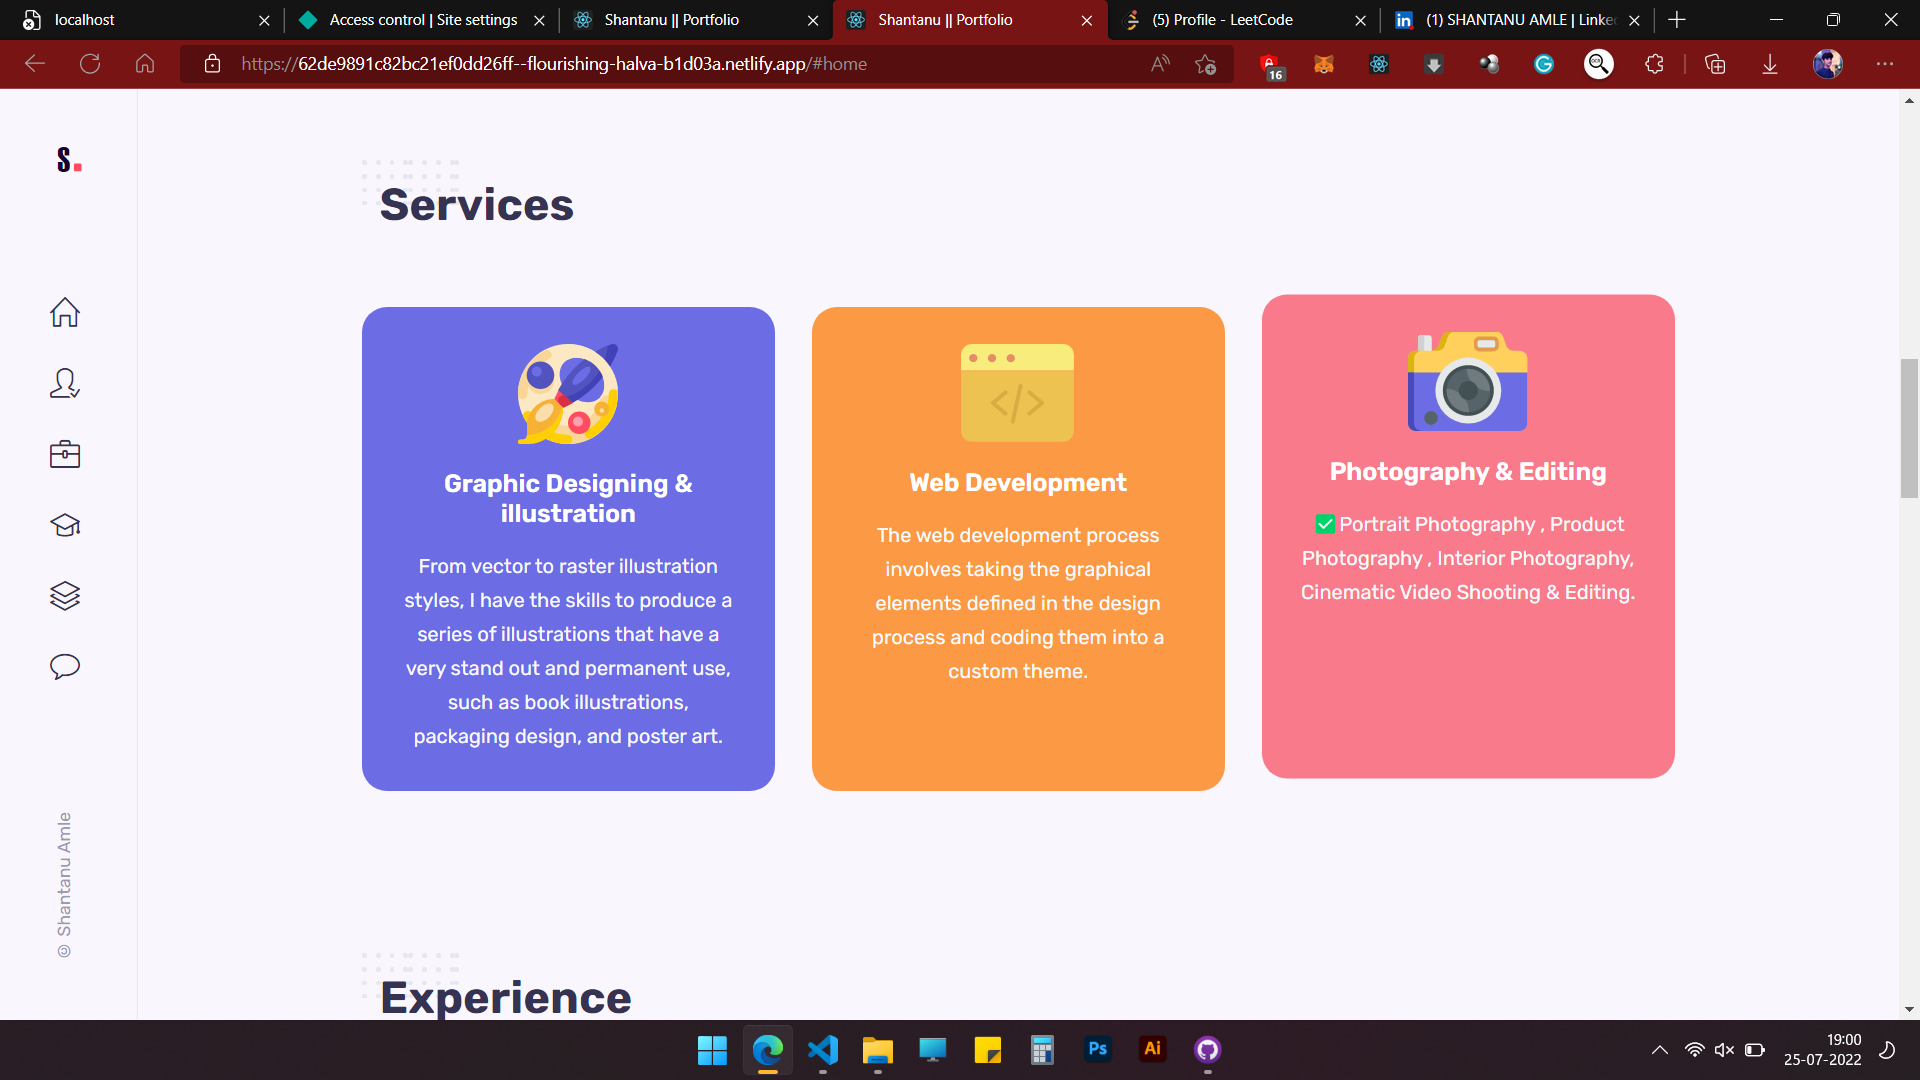 localhost
Access control | Site settings
Shantanu || Portfolio
Shantanu || Portfolio
(5) Profile - LeetCode
(1) SHANTANU AMLE | Linke
https://62de9891c82bc21ef0dd26ff--flourishing-halva-b1d03a.netlify.app/#home
16
S.
Services
Graphic Designing &
illustration
From vector to raster illustration
styles, I have the skills to produce a
series of illustrations that have a
very stand out and permanent use,
such as book illustrations,
packaging design, and poster art.
Web Development
The web development process
involves taking the graphical
elements defined in the design
process and coding them into a
custom theme.
Photography & Editing
✅ Portrait Photography , Product
Photography , Interior Photography,
Cinematic Video Shooting & Editing.
© Shantanu Amle
Experience
Ps
Ai
19:00
25-07-2022